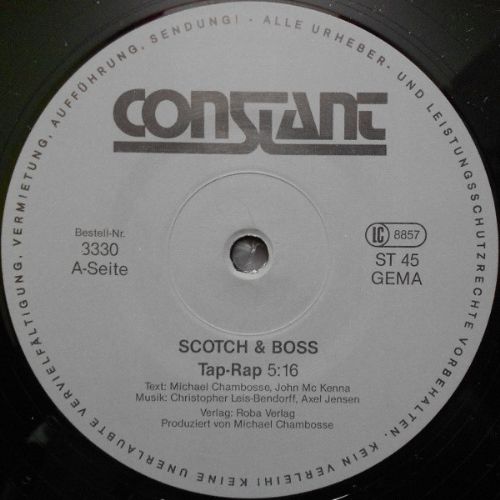 CONSTANT
Bestell-Nr.
3330
A-Seite
LC 8857
ST 45
GEMA
SCOTCH & BOSS
Tap-Rap 5:16
Text: Michael Chambosse, John Mc Kenna
Musik: Christopher Leis-Bendorff, Axel Jensen
Verlag: Roba Verlag
Produziert von Michael Chambosse
ALLE URHEBER- UND LEISTUNGSSCHUTZRECHTE VORBEHALTEN. KEIN VERLEIH! KEINE UNERLAUBTE VERVIELFÄLTIGUNG, VERMIETUNG, AUFFÜHRUNG, SENDUNG! -